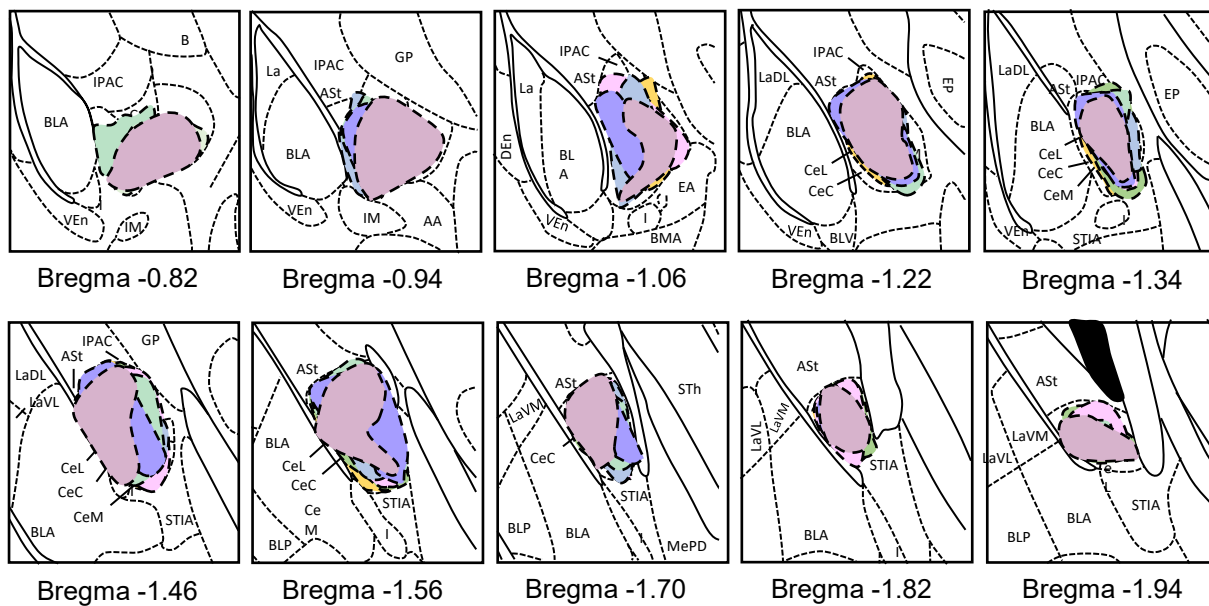 B
IPAC
BLA
I
VEn
IM
Bregma -0.82
La
IPAC
GP
ASt
BLA
VEn
IM
AA
Bregma -0.94
IPAC
ASt
La
DEn
BL
A
EA
VEn
I
BMA
Bregma -1.06
IPAC
LaDL
ASt
EP
BLA
CeL
CeC
VEn
BLV
Bregma -1.22
LaDL
IPAC
ASt
EP
BLA
CeL
CeC
CeM
I
VEn
STIA
Bregma -1.34
IPAC
GP
ASt
LaDL
LaVL
CeL
CeC
CeM
I
BLA
STIA
Bregma -1.46
ASt
BLA
CeL
CeC
Ce
M
STIA
BLP
I
Bregma -1.56
ASt
STh
LaVM
CeC
STIA
BLP
BLA
I
MePD
Bregma -1.70
ASt
LaVM
LaVL
STIA
BLA
I
Bregma -1.82
ASt
LaVM
LaVL
e
L
BLA
STIA
BLP
Bregma -1.94